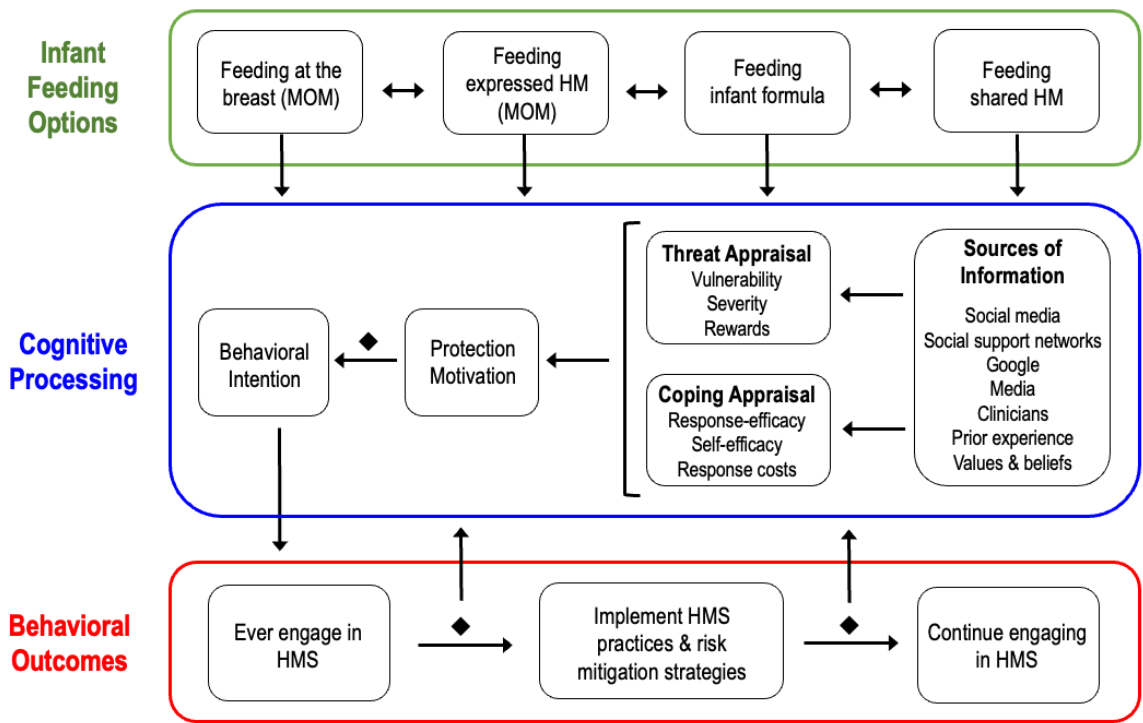 Infant
Feeding
Options
Feeding at the
breast (MOM)
Feeding
expressed HM
(MOM)
Feeding
infant formula
Feeding
shared HM
Cognitive
Processing
Behavioral
Intention
Protection
Motivation
Threat Appraisal
Vulnerability
Severity
Rewards
Coping Appraisal
Response-efficacy
Self-efficacy
Response costs
Sources of
Information
Social media
Social support networks
Google
Media
Clinicians
Prior experience
Values & beliefs
Behavioral
Outcomes
Ever engage in
HMS
Implement HMS
practices & risk
mitigation strategies
Continue engaging
in HMS